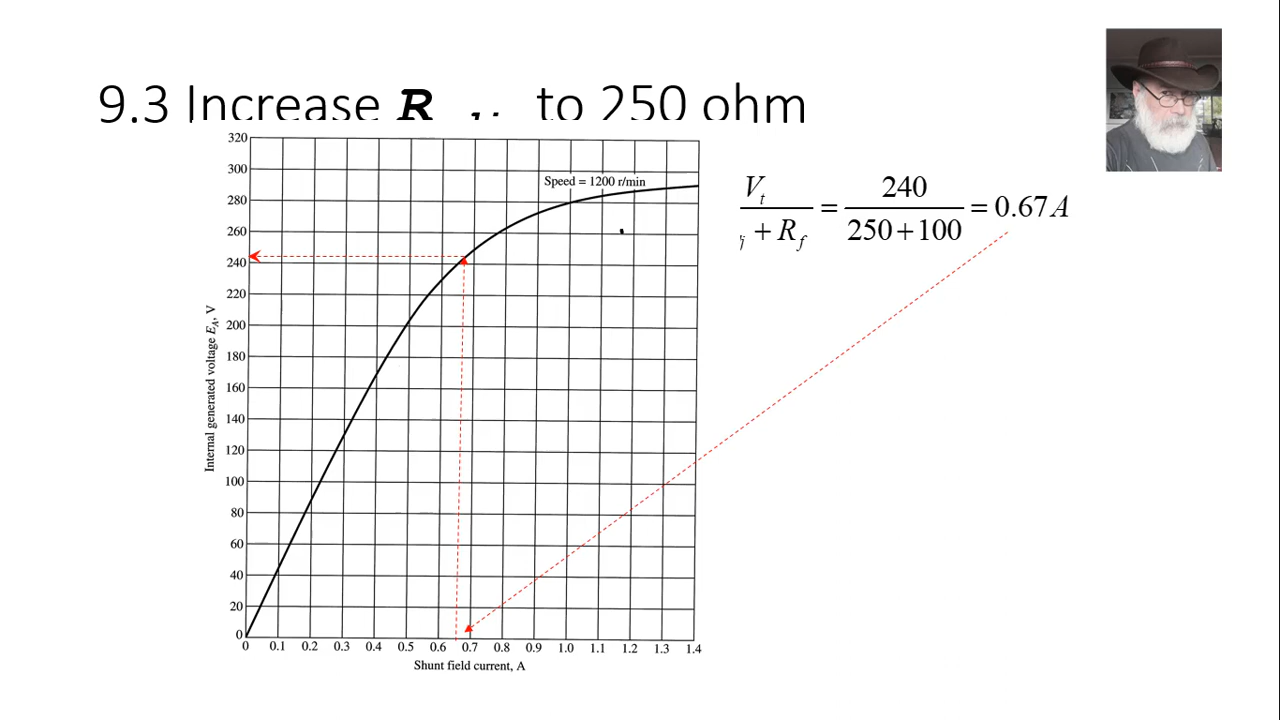 9.3 Increase R to 250 ohm
320
300
280
260
240
220
200
180
160
140
120
100
80
60
40
20
0
Internal generated voltage E_A, V
Speed = 1200 r/min
0 0.1 0.2 0.3 0.4 0.5 0.6 0.7 0.8 0.9 1.0 1.1 1.2 1.3 1.4
Shunt field current, A
V_t / + R_f = 240 / 250+100 = 0.67A